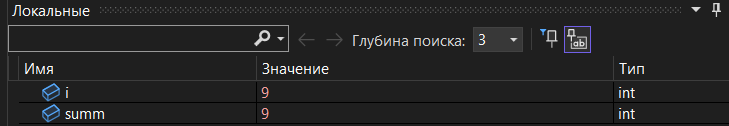 Локальные
Глубина поиска: 3
Имя Значение Тип
i 9 int
summ 9 int